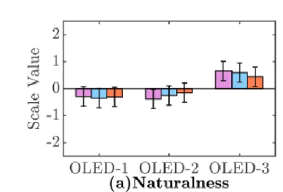 2
1
0
-1
-2
Scale Value
OLED-1 OLED-2 OLED-3
(a)Naturalness